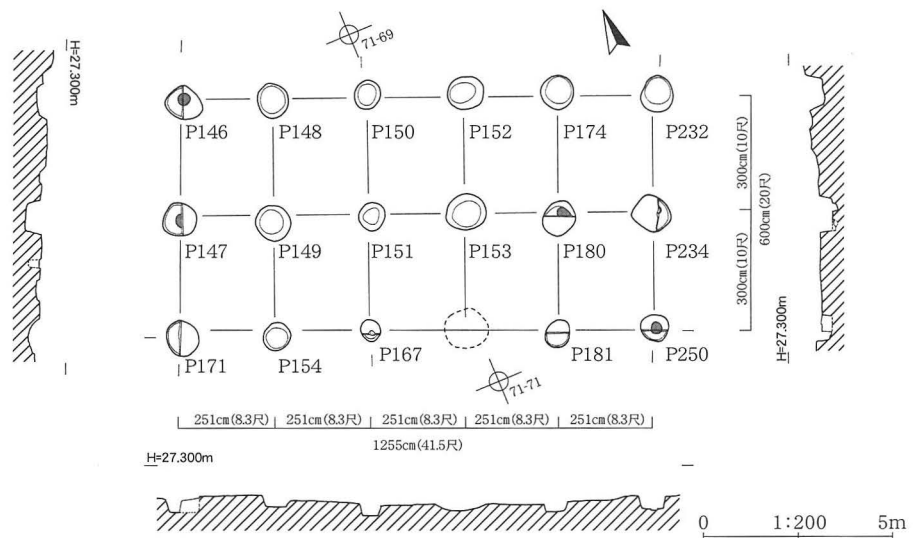 71-69
H=27.300m
P146 P148 P150 P152 P174 P232
300cm(10尺)
P147 P149 P151 P153 P180 P234
600cm(20尺)
300cm(10尺)
P171 P154 P167 P181 P250
H=27.300m
71-71
251cm(8.3尺) 251cm(8.3尺) 251cm(8.3尺) 251cm(8.3尺) 251cm(8.3尺)
1255cm(41.5尺)
H=27.300m
0 1:200 5m